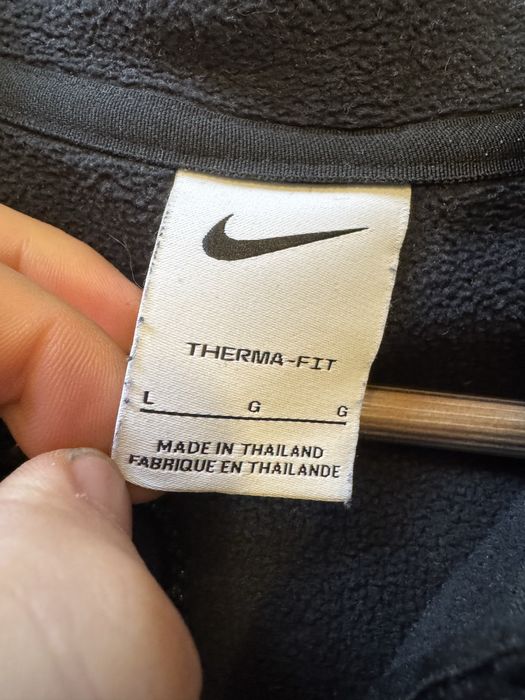 THERMA-FIT
L G G
MADE IN THAILAND
FABRIQUE EN THAILANDE